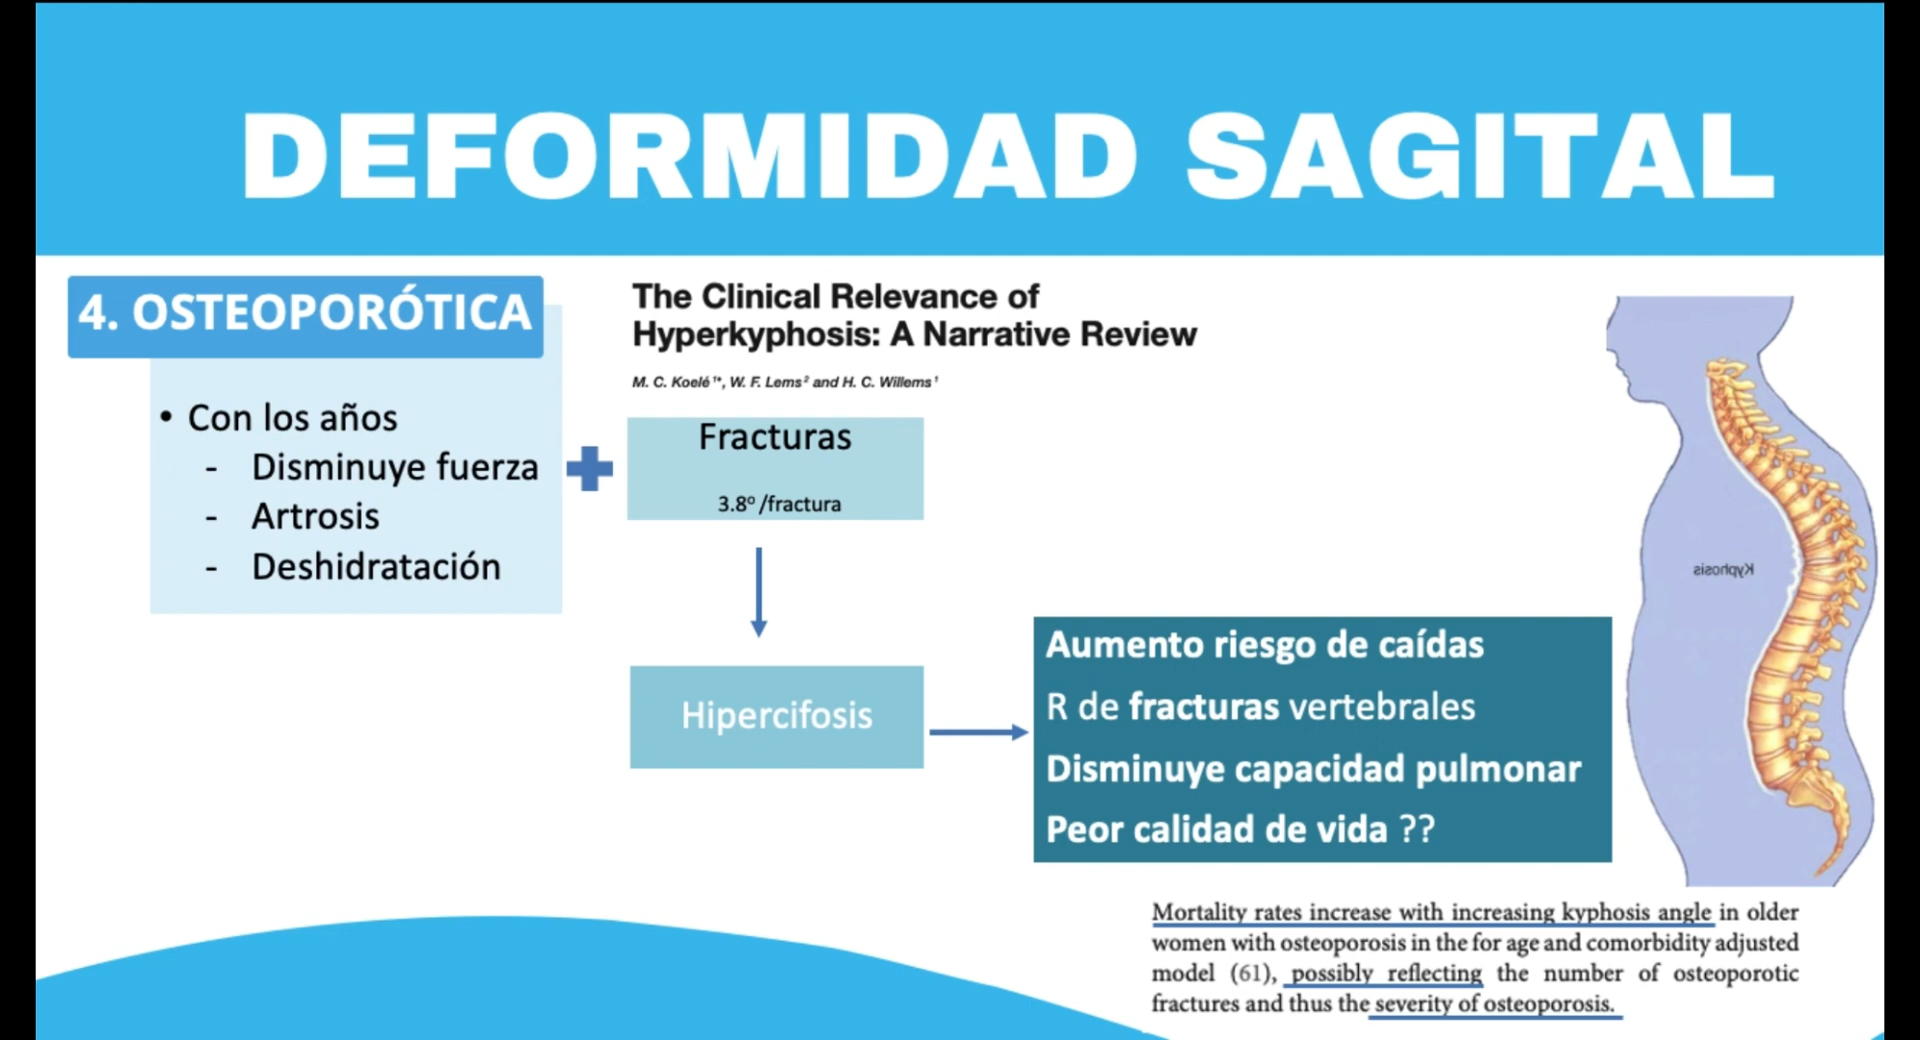 DEFORMIDAD SAGITAL
4. OSTEOPORÓTICA
• Con los años
- Disminuye fuerza
- Artrosis
- Deshidratación
The Clinical Relevance of
Hyperkyphosis: A Narrative Review
M. C. Koelé ¹*, W. F. Lems ² and H. C. Willems ¹
Fracturas
3.8º /fractura
Hipercifosis
Aumento riesgo de caídas
R de fracturas vertebrales
Disminuye capacidad pulmonar
Peor calidad de vida ??
Kyphosis
Mortality rates increase with increasing kyphosis angle in older
women with osteoporosis in the for age and comorbidity adjusted
model (61), possibly reflecting the number of osteoporotic
fractures and thus the severity of osteoporosis.